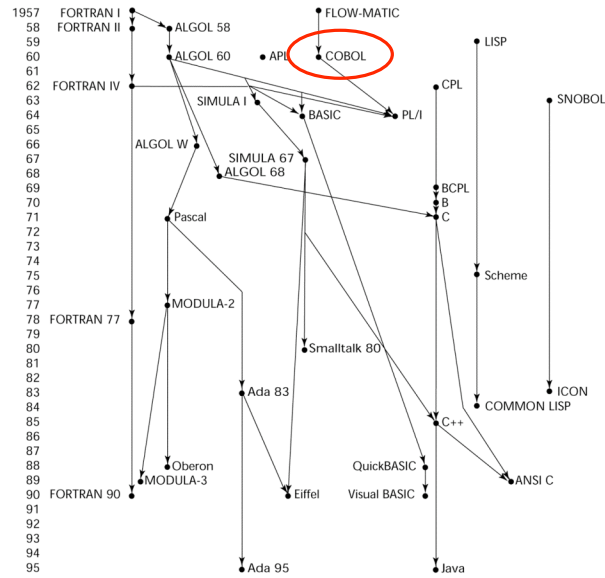 1957 FORTRAN I FLOW-MATIC
58 FORTRAN II ALGOL 58
59 LISP
60 ALGOL 60 APL COBOL
61
62 FORTRAN IV CPL
63 SIMULA I SNOBOL
64 BASIC PL/I
65
66 ALGOL W
67 SIMULA 67
68 ALGOL 68
69 BCPL
70 B
71 Pascal C
72
73
74
75 Scheme
76
77 MODULA-2
78 FORTRAN 77
79
80 Smalltalk 80
81
82
83 Ada 83 ICON
84 COMMON LISP
85 C++
86
87
88 Oberon QuickBASIC
89 MODULA-3 ANSI C
90 FORTRAN 90 Eiffel Visual BASIC
91
92
93
94
95 Ada 95 Java